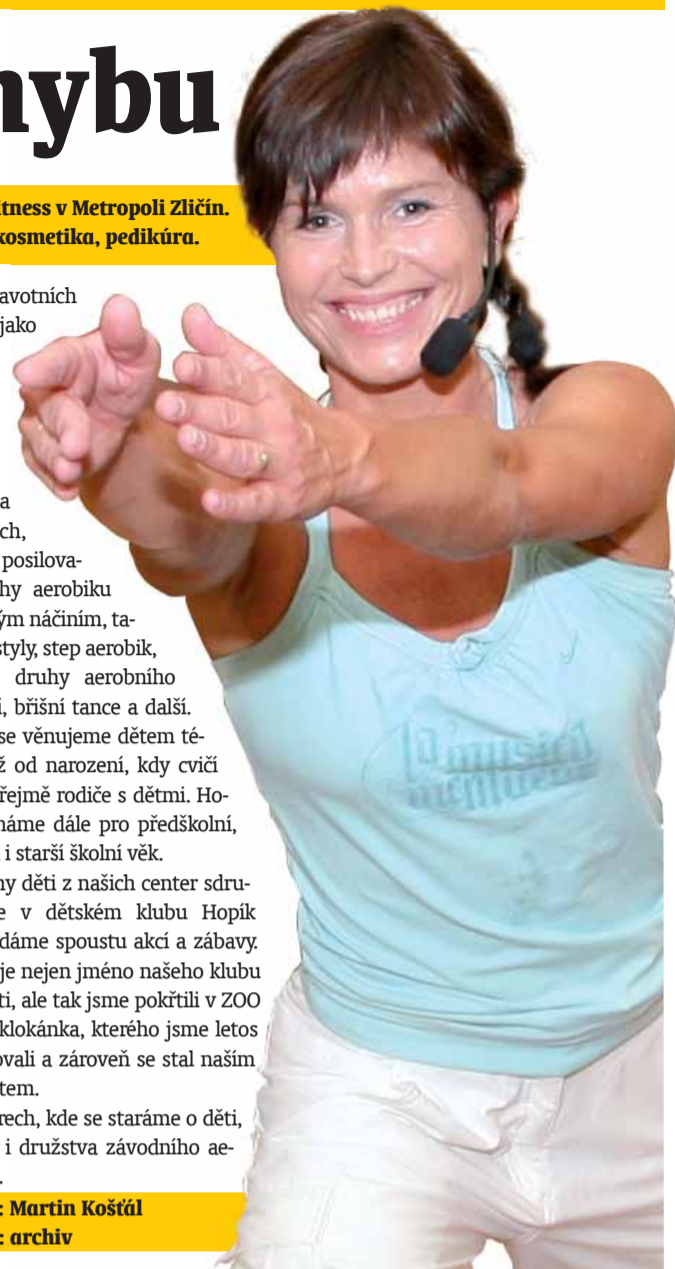 hybu
itness v Metropoli Zličín.
kosmetika, pedikúra.
avotních
jako
a
ch,
posilova-
hy aerobiku
ým náčiním, ta-
styly, step aerobik,
druhy aerobního
í, břišní tance a další.
se věnujeme dětem té-
ž od narození, kdy cvičí
řejmě rodiče s dětmi. Ho-
náme dále pro předškolní,
i starší školní věk.
ny děti z našich center sdru-
e v dětském klubu Hopík
dáme spoustu akcí a zábavy.
je nejen jméno našeho klubu
ti, ale tak jsme pokřtili v ZOO
klokánka, kterého jsme letos
ovali a zároveň se stal naším
tem.
rech, kde se staráme o děti,
i družstva závodního ae-
.
: Martin Košťál
: archiv
la musica